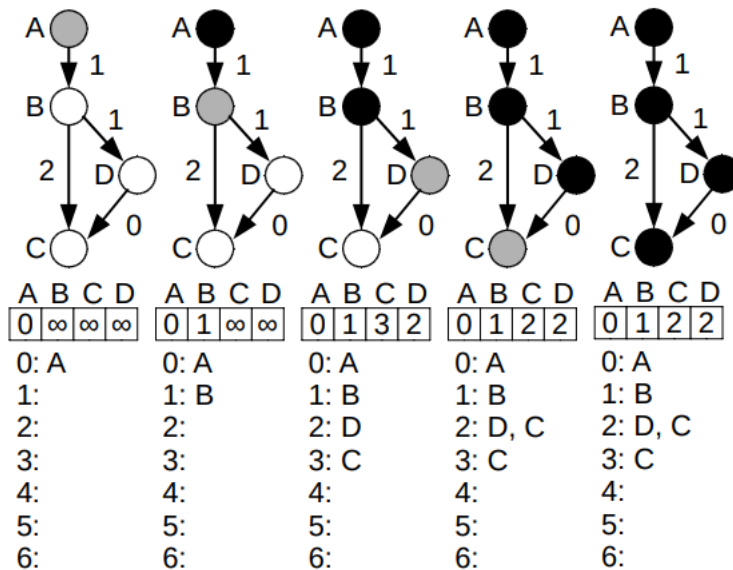 A A A A A
1 1 1 1 1
B B B B B
1 1 1 1 1
2 2 2 2 2
D D D D D
0 0 0 0 0
C C C C C
A B C D A B C D A B C D A B C D A B C D
0 ∞ ∞ ∞ 0 1 ∞ ∞ 0 1 3 2 0 1 2 2 0 1 2 2
0: A 0: A 0: A 0: A 0: A
1: 1: B 1: B 1: B 1: B
2: 2: 2: D 2: D, C 2: D, C
3: 3: 3: C 3: C 3: C
4: 4: 4: 4: 4:
5: 5: 5: 5: 5:
6: 6: 6: 6: 6: